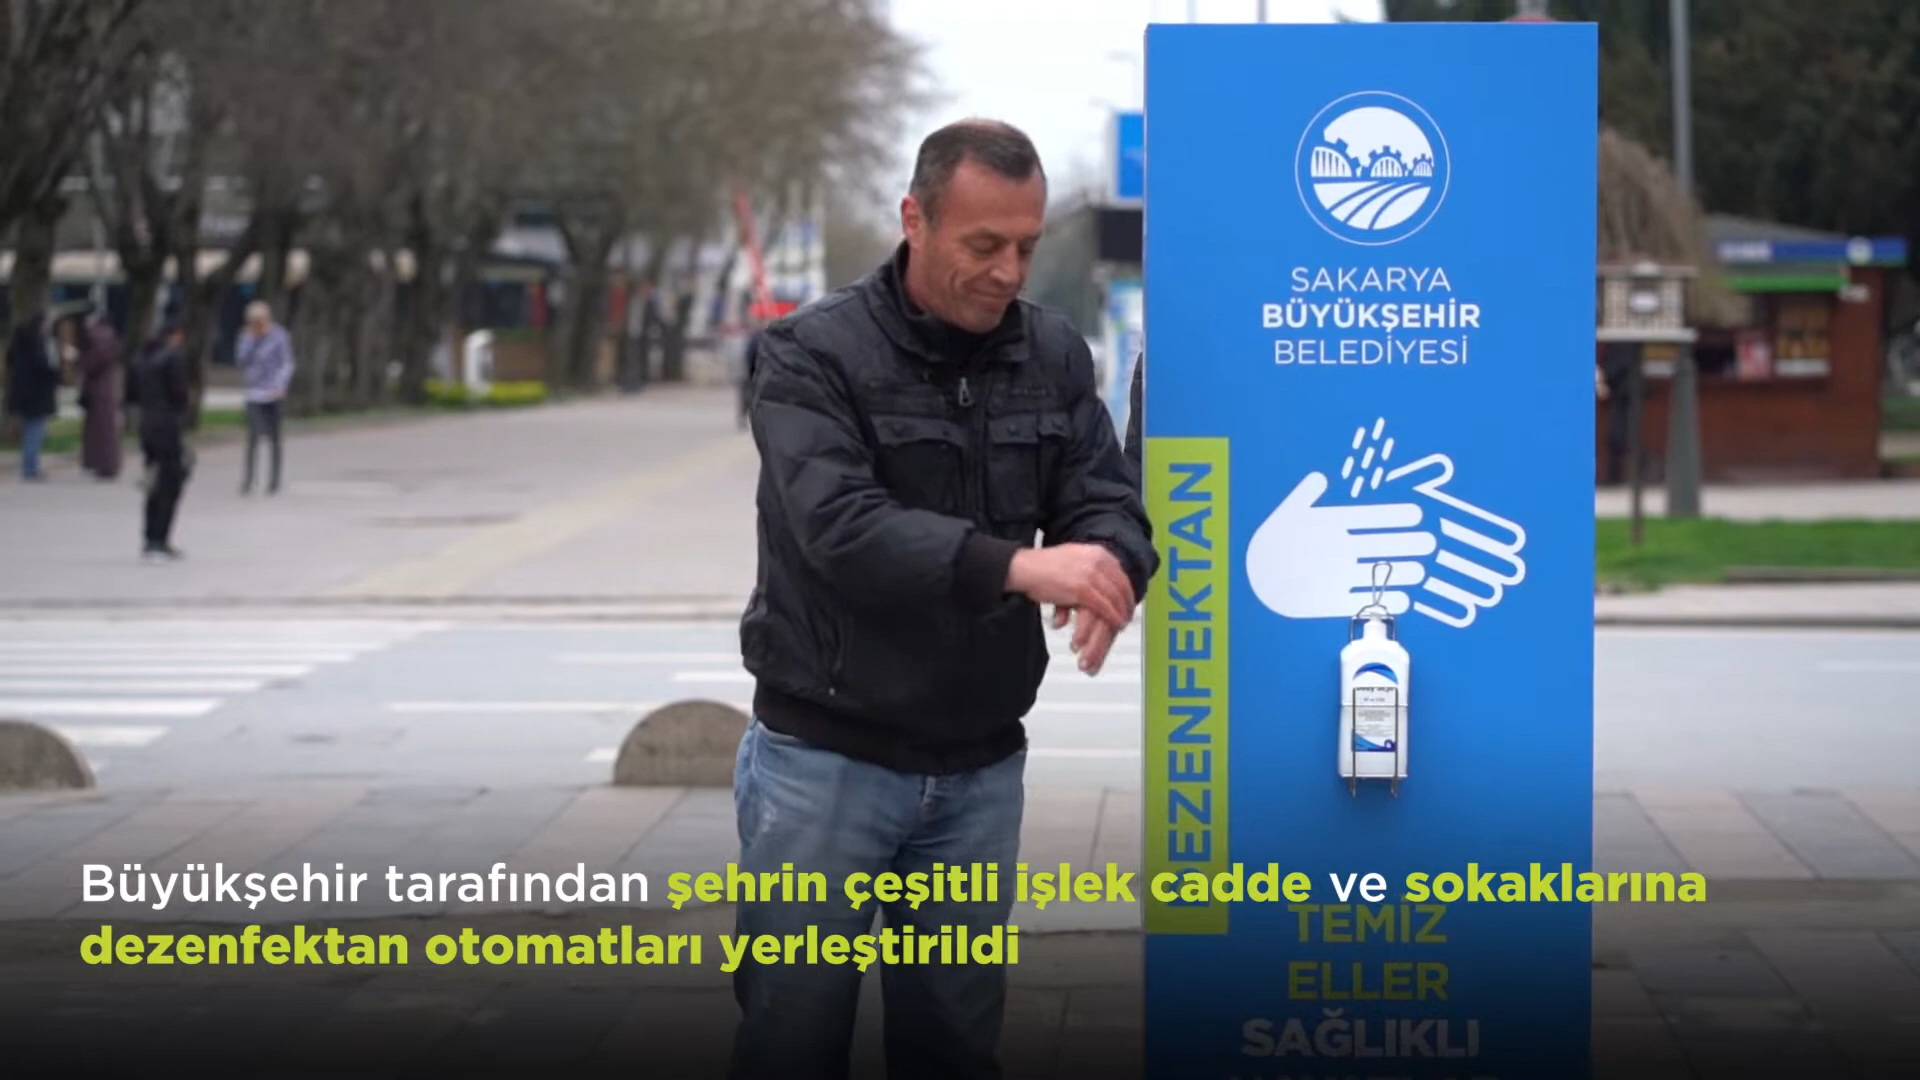 SAKARYA
BÜYÜKŞEHİR
BELEDİYESİ
DEZENFEKTAN
Büyükşehir tarafından şehrin çeşitli işlek cadde ve sokaklarına
dezenfektan otomatları yerleştirildi
TEMİZ
ELLER
SAĞLIKLI